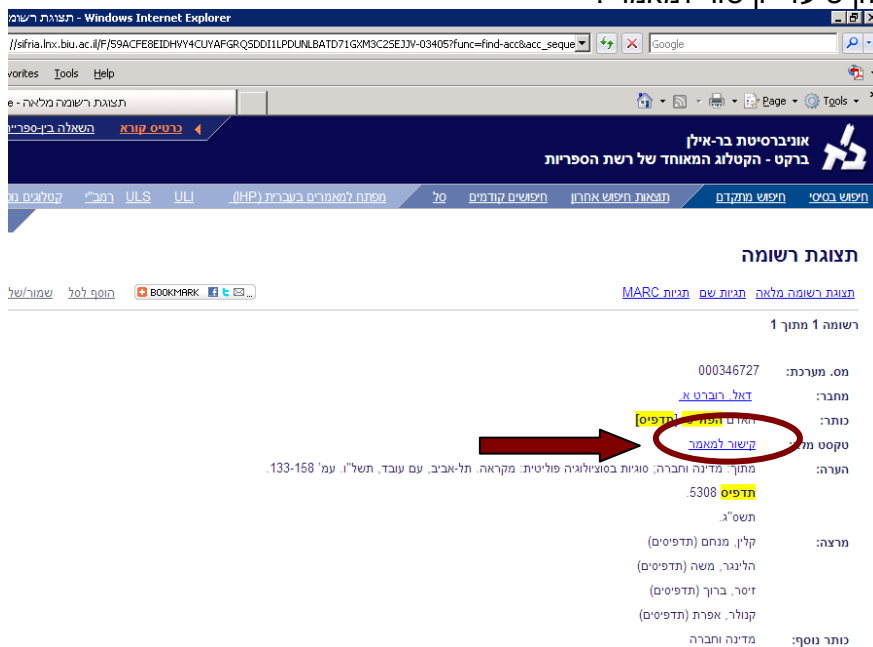 תצוגת רשומ - Windows Internet Explorer
//sifria.lnx.biu.ac.il/F/59ACFE8EIDHVY4CUYAFGRQSDDI1LPDUNLBATD71GXM3C2SEJJV-03405?func=find-acc&acc_seque
Google
vorites Tools Help
תצוגת רשומה מלאה - e
Page Tools
כרטיס קורא השאלה בין-ספריית
אוניברסיטת בר-אילן
ברקט - הקטלוג המאוחד של רשת הספריות
חיפוש בסיסי חיפוש מתקדם תוצאות חיפוש אחרון חיפושים קודמים סל מפתח למאמרים בעברית (IHP) ULI ULS רמב"י קטלוגים נוס
תצוגת רשומה
תצוגת רשומה מלאה תגיות שם תגיות MARC BOOKMARK הוסף לסל שמור/של
רשומה 1 מתוך 1
מס. מערכת: 000346727
מחבר: דאל, רוברט א.
כותר: האדם [תדפיס]
טקסט קישור למאמר
הערה: מתוך: מדינה וחברה; סוגיות בסוציולוגיה פוליטית: מקראה. תל-אביב, עם עובד, תשל"ו. עמ' 133-158.
תדפיס 5308.
תשס"ג.
מרצה: קלין, מנחם (תדפיסים)
הלינגר, משה (תדפיסים)
זיסר, ברוך (תדפיסים)
קנולר, אפרת (תדפיסים)
כותר נוסף: מדינה וחברה